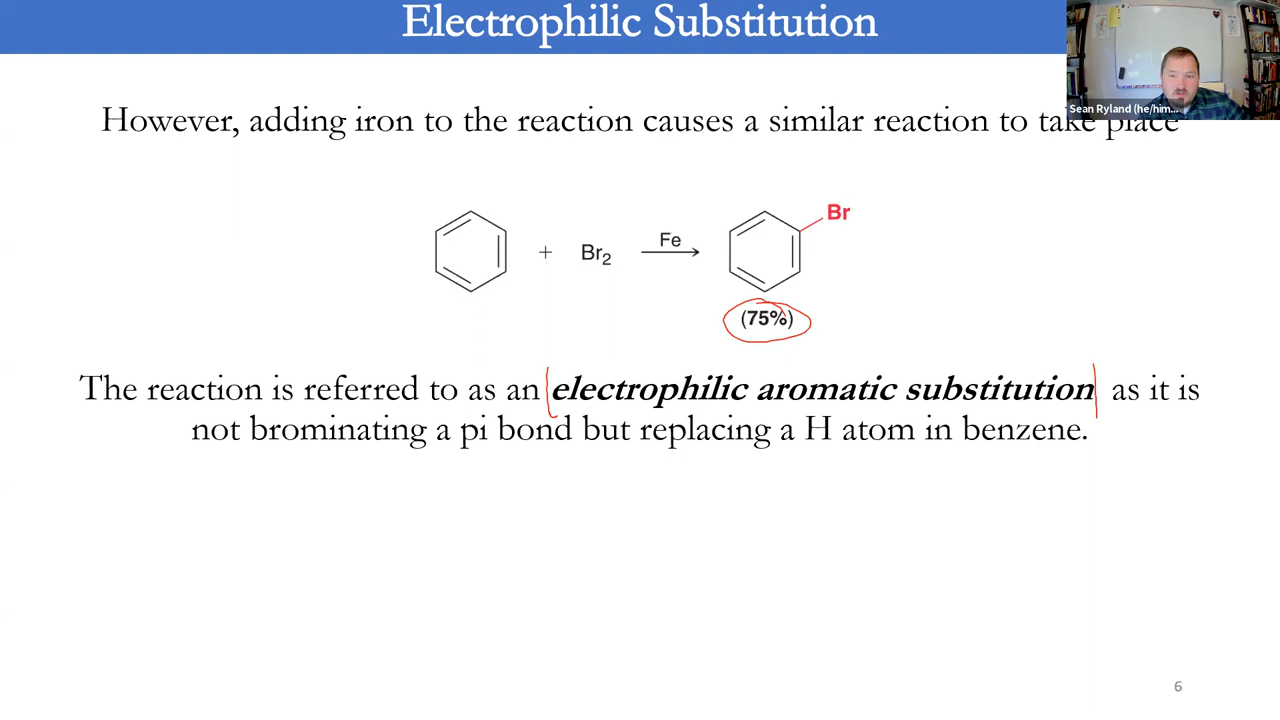 Electrophilic Substitution
Sean Ryland (he/him...
However, adding iron to the reaction causes a similar reaction to take place
+ Br2 Fe Br
(75%)
The reaction is referred to as an electrophilic aromatic substitution as it is
not brominating a pi bond but replacing a H atom in benzene.
6